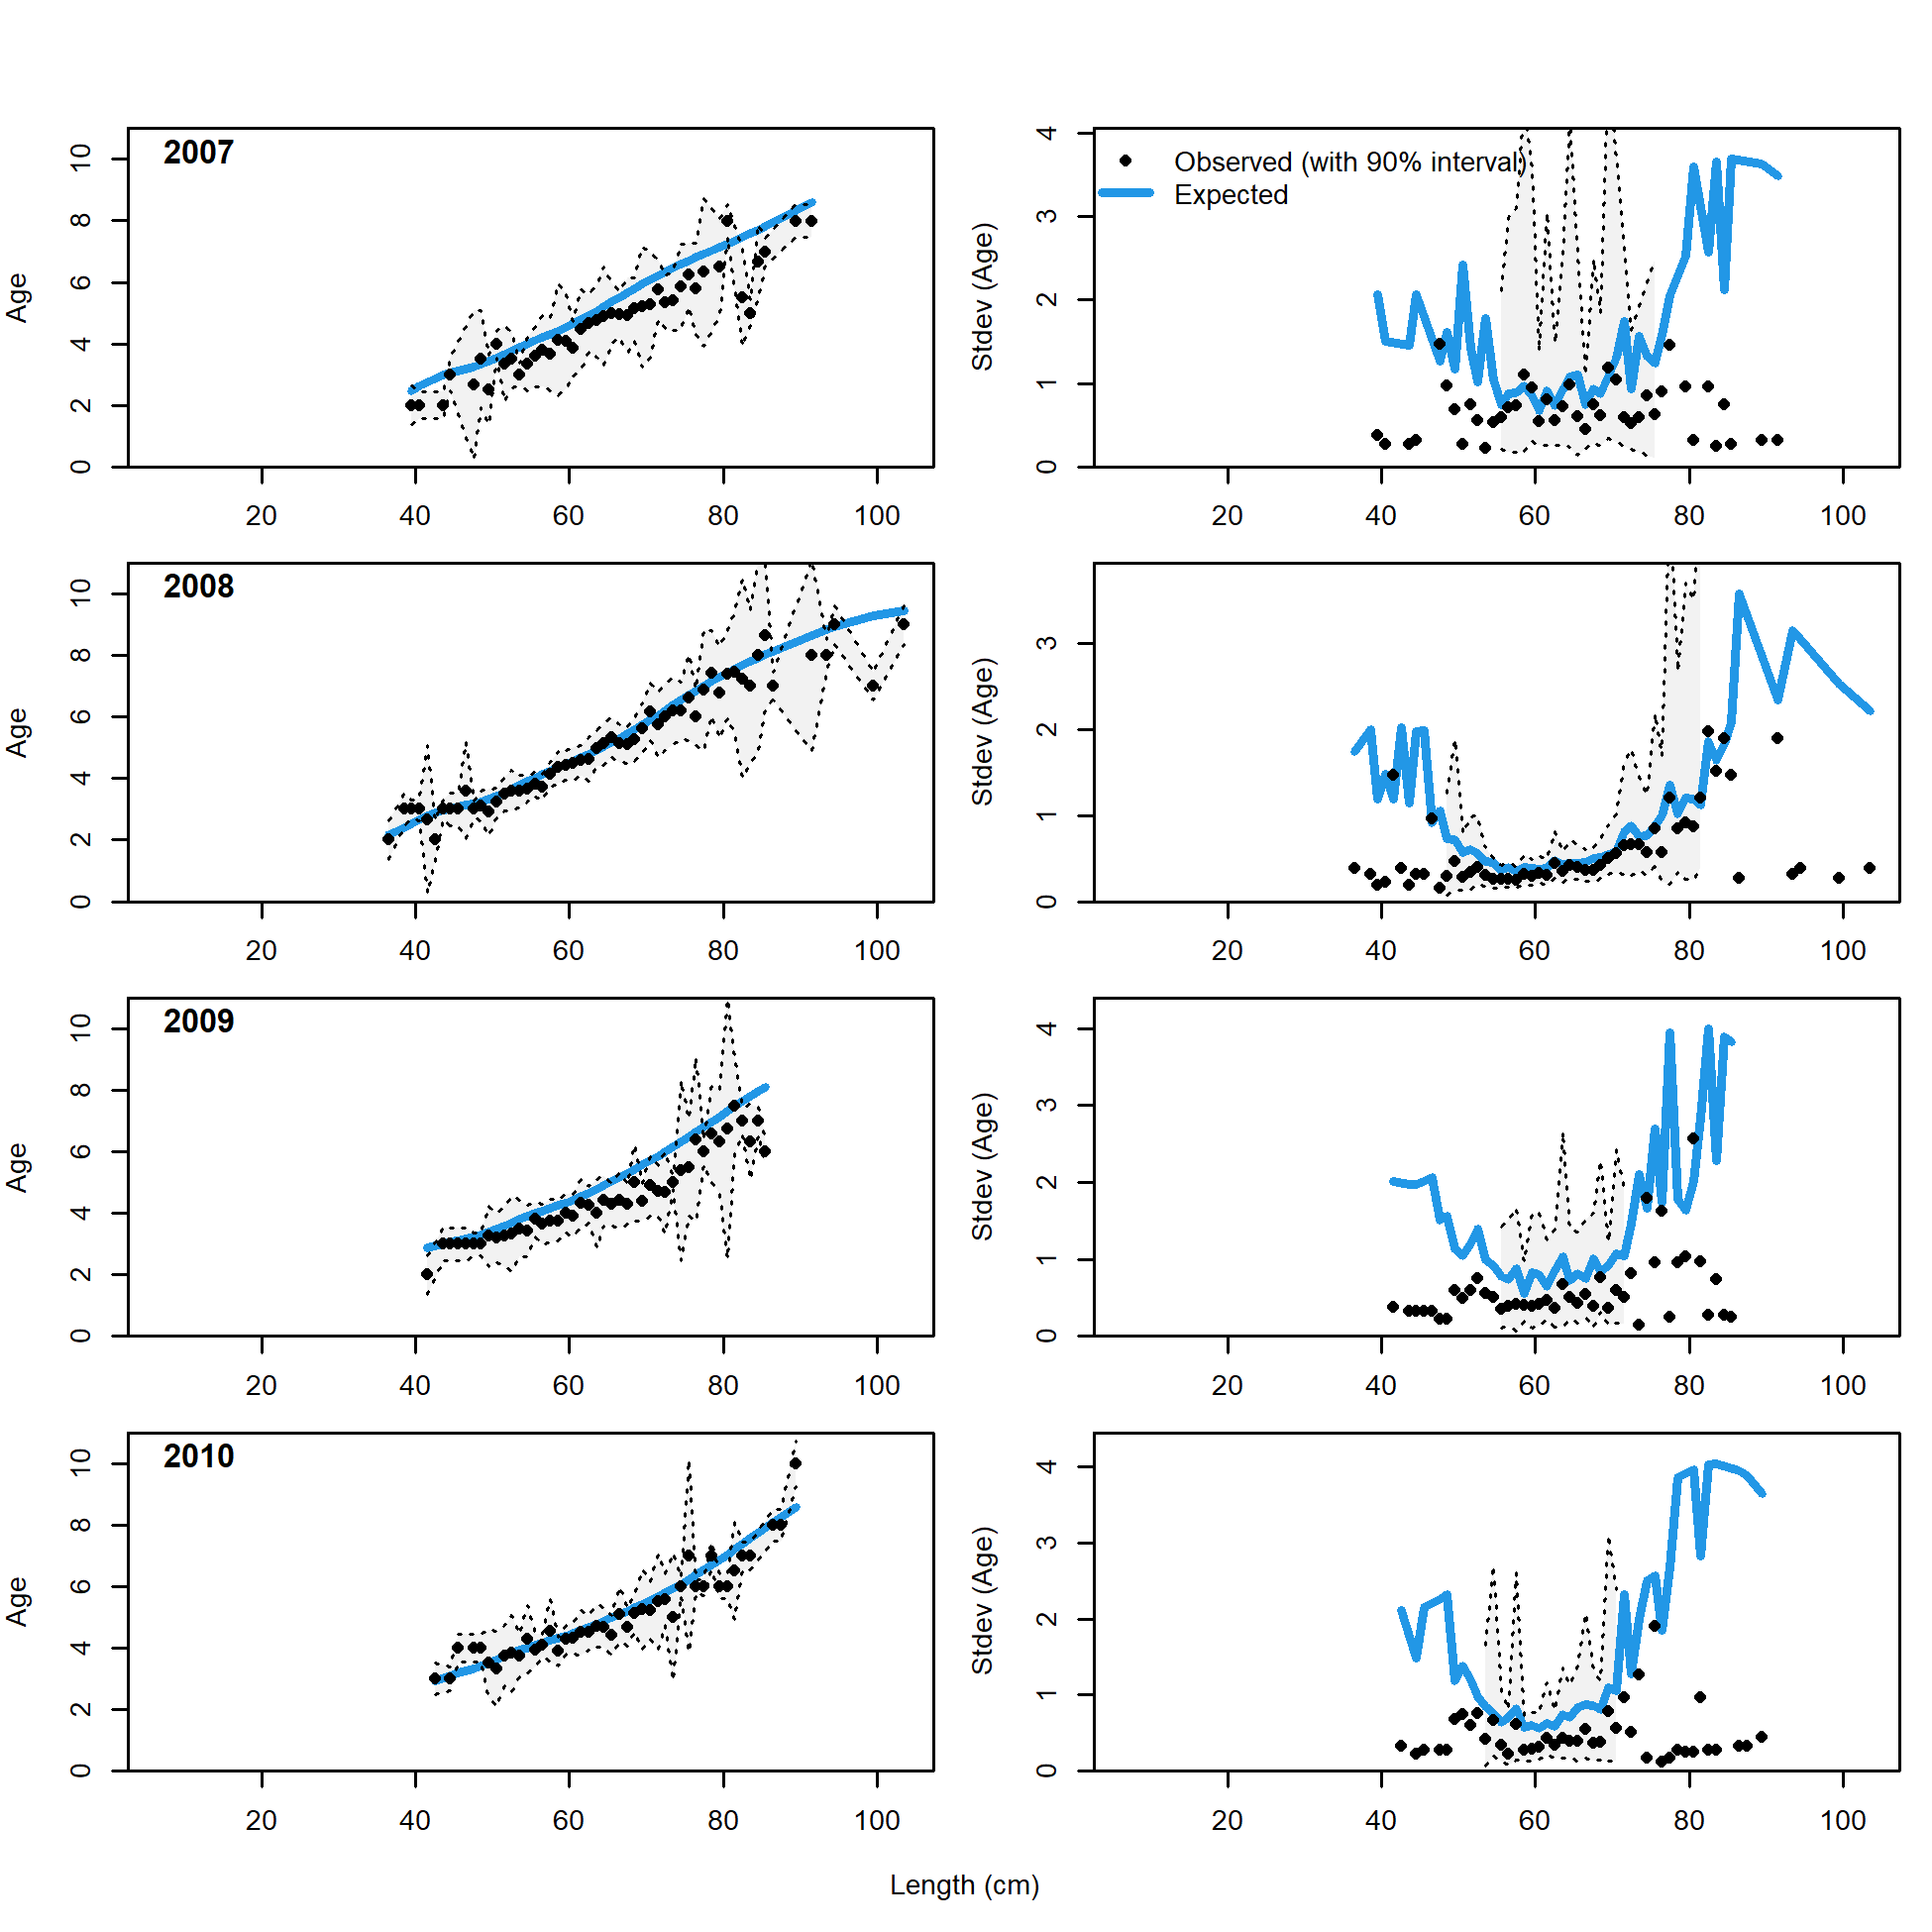 2007
Age
0 2 4 6 8 10
20 40 60 80 100
Observed (with 90% interval)
Expected
Stdev (Age)
0 1 2 3 4
20 40 60 80 100
2008
Age
0 2 4 6 8 10
20 40 60 80 100
Stdev (Age)
0 1 2 3
20 40 60 80 100
2009
Age
0 2 4 6 8 10
20 40 60 80 100
Stdev (Age)
0 1 2 3 4
20 40 60 80 100
2010
Age
0 2 4 6 8 10
20 40 60 80 100
Stdev (Age)
0 1 2 3 4
20 40 60 80 100
Length (cm)